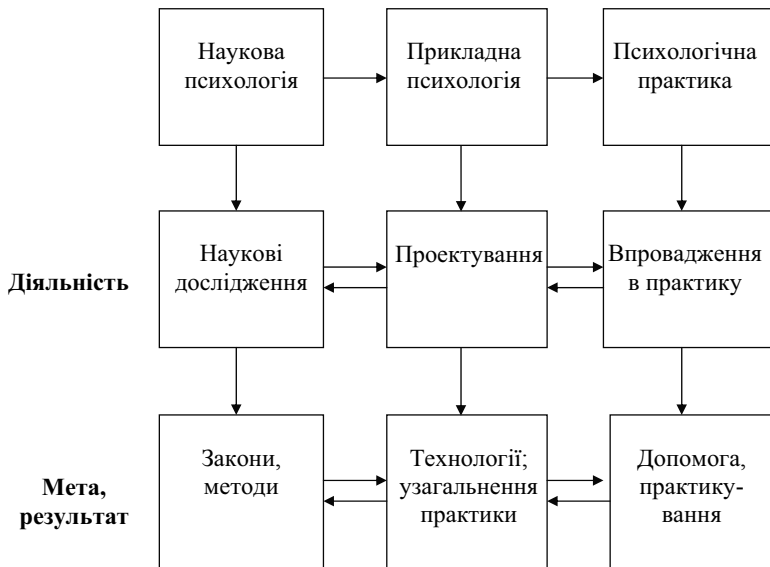 Наукова
психологія
Прикладна
психологія
Психологічна
практика
Діяльність
Наукові
дослідження
Проектування
Впровадження
в практику
Мета,
результат
Закони,
методи
Технології;
узагальнення
практики
Допомога,
практику-
вання